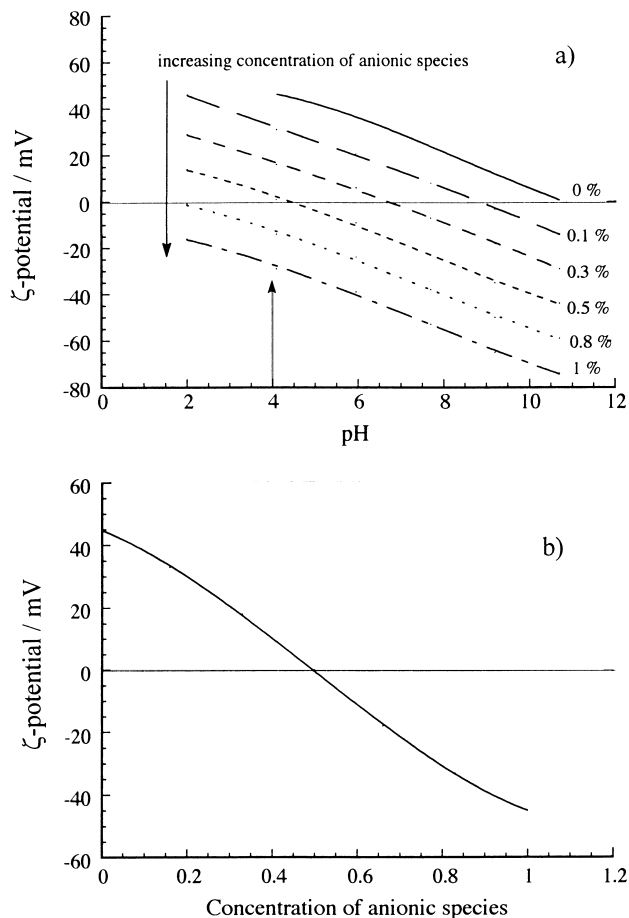 80
60
40
20
0
-20
-40
-60
-80
ζ-potential / mV
increasing concentration of anionic species
a)
0 %
0.1 %
0.3 %
0.5 %
0.8 %
1 %
0 2 4 6 8 10 12
pH
60
40
20
0
-20
-40
-60
ζ-potential / mV
b)
0 0.2 0.4 0.6 0.8 1 1.2
Concentration of anionic species